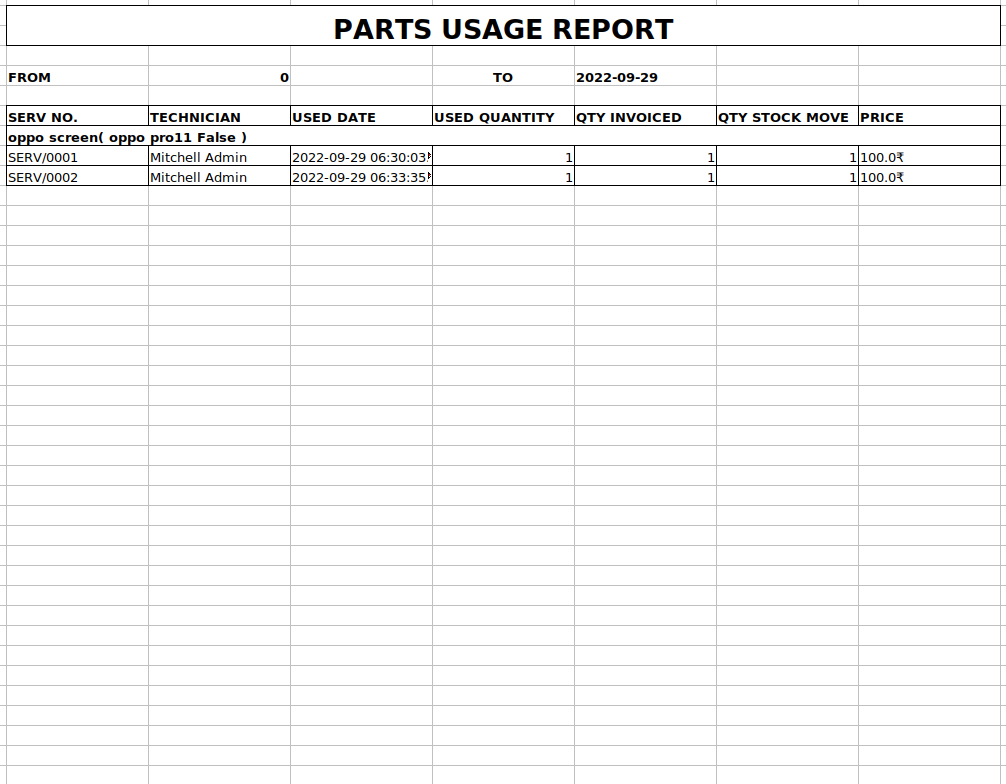 PARTS USAGE REPORT
FROM 0 TO 2022-09-29
SERV NO. TECHNICIAN USED DATE USED QUANTITY QTY INVOICED QTY STOCK MOVE PRICE
oppo screen( oppo pro11 False )
SERV/0001 Mitchell Admin 2022-09-29 06:30:03 1 1 1 100.0₹
SERV/0002 Mitchell Admin 2022-09-29 06:33:35 1 1 1 100.0₹